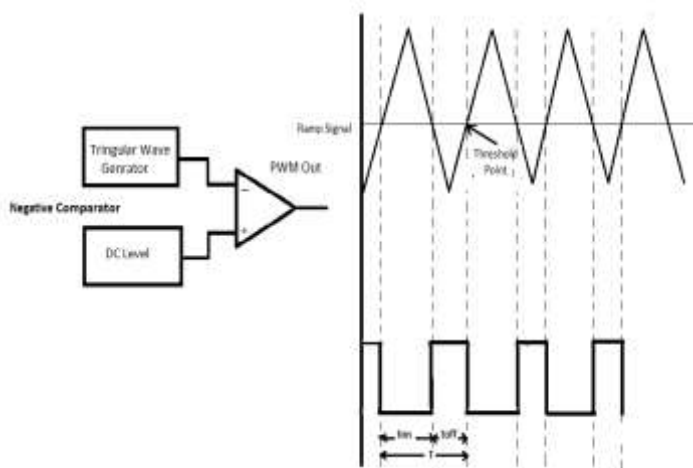 Tringular Wave
Genrator
Negative Comparator
DC Level
−
+
PWM Out
Ramp Signal
Threshold
Point
ton
toff
T